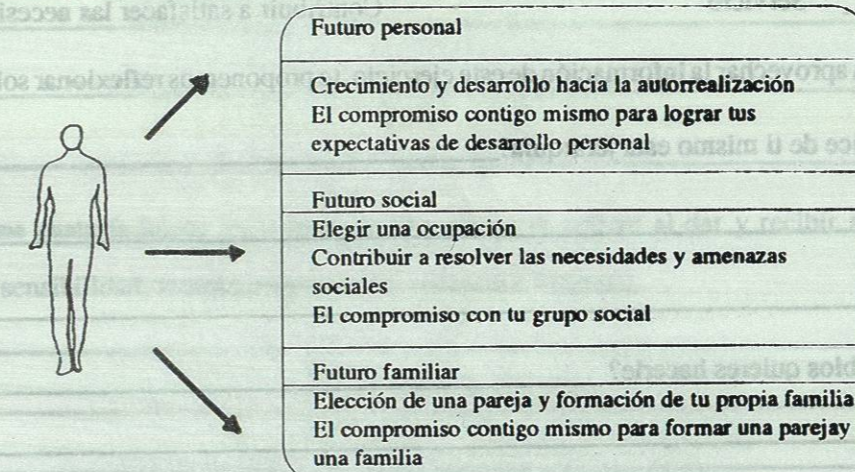 Futuro personal
Crecimiento y desarrollo hacia la autorrealización
El compromiso contigo mismo para lograr tus
expectativas de desarrollo personal
Futuro social
Elegir una ocupación
Contribuir a resolver las necesidades y amenazas
sociales
El compromiso con tu grupo social
Futuro familiar
Elección de una pareja y formación de tu propia familia
El compromiso contigo mismo para formar una parejay
una familia